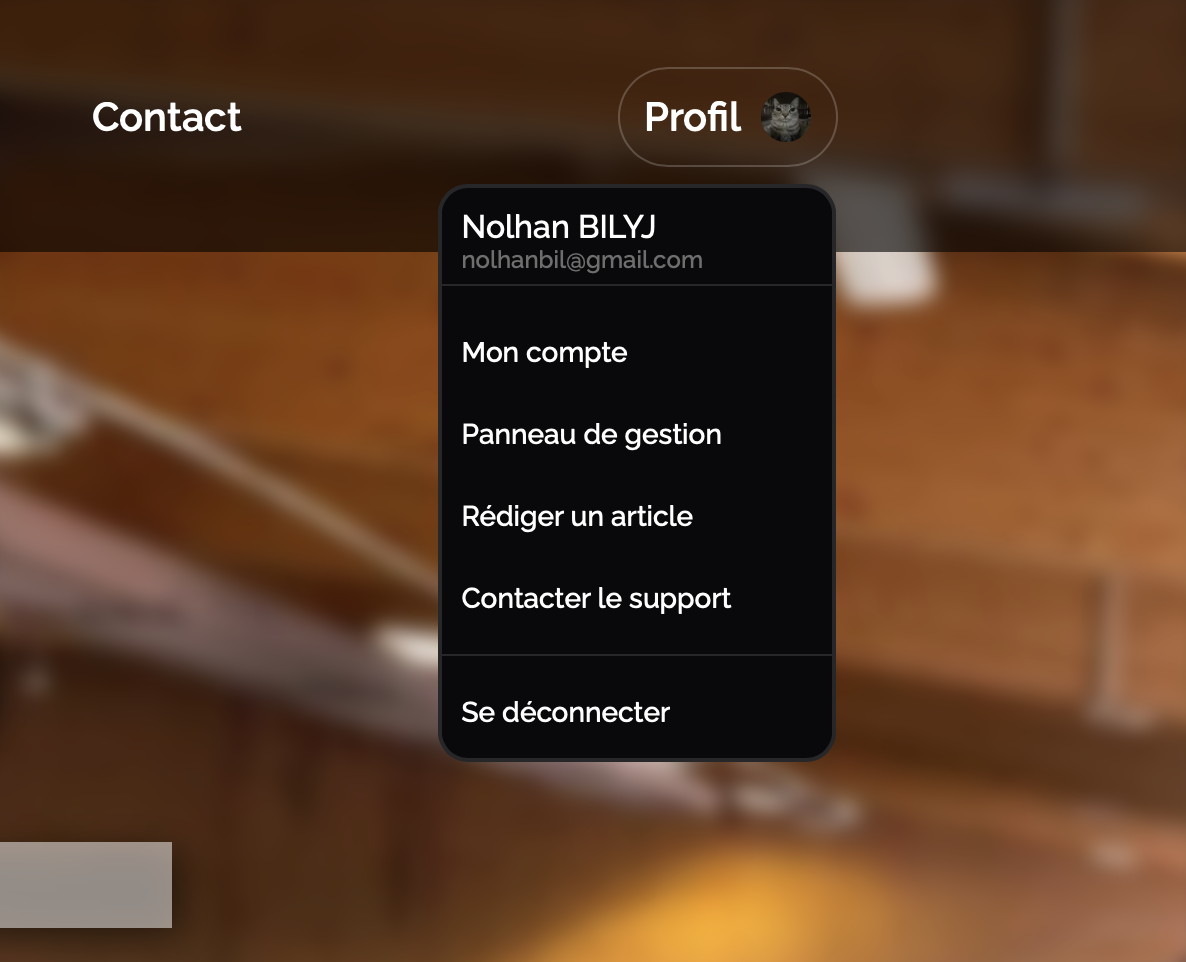 Contact
Profil
Nolhan BILYJ
nolhanbil@gmail.com
Mon compte
Panneau de gestion
Rédiger un article
Contacter le support
Se déconnecter